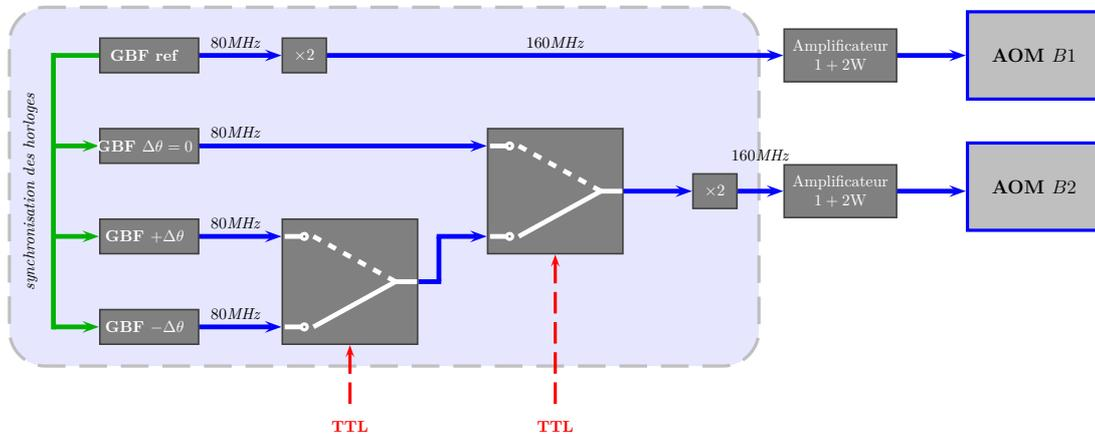 80MHz
160MHz
GBF ref
×2
Amplificateur
1 + 2W
AOM B1
synchronisation des horloges
80MHz
GBF Δθ = 0
160MHz
×2
Amplificateur
1 + 2W
AOM B2
80MHz
GBF +Δθ
80MHz
GBF −Δθ
TTL
TTL